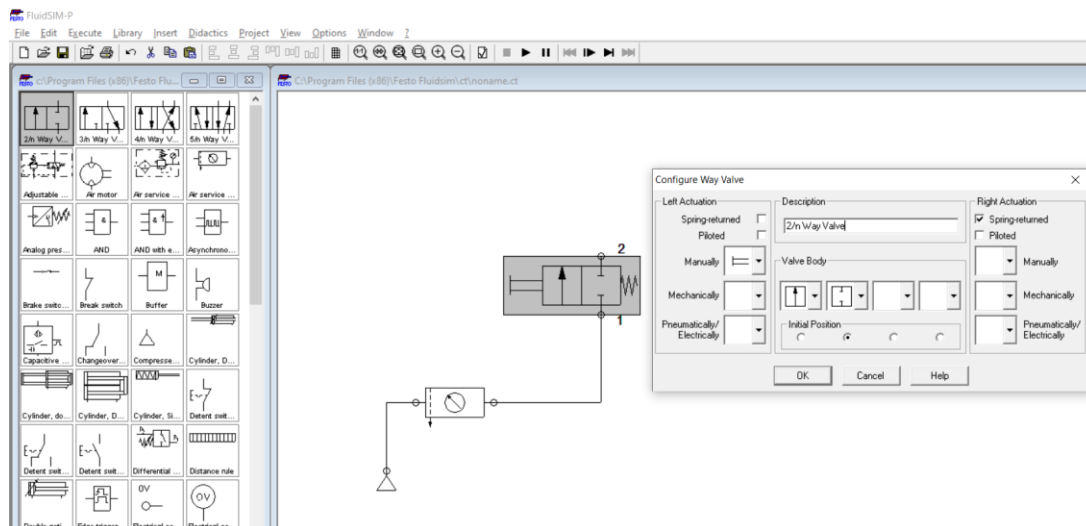 FluidSIM-P
File Edit Execute Library Insert Didactics Project View Options Window ?
c:\Program Files (x86)\Festo Flu...
C:\Program Files (x86)\Festo Fluidsim\ct\noname.ct
2/n Way V... 3/n Way V... 4/n Way V... 5/n Way V...
Adjustable ... Air motor Air service ... Air service ...
Analog pres... AND AND with e... Asynchrono...
Brake switc... Break switch Buffer Buzzer
Capacitive ... Changeover... Compresse... Cylinder, D...
Cylinder, do... Cylinder, D... Cylinder, Si... Detent swit...
Detent swit... Detent swit... Differential ... Distance rule
2
1
Configure Way Valve
Left Actuation
Spring-returned
Piloted
Manually
Mechanically
Pneumatically/
Electrically
Description
2/n Way Valve
Valve Body
Initial Position
Right Actuation
Spring-returned
Piloted
Manually
Mechanically
Pneumatically/
Electrically
OK Cancel Help